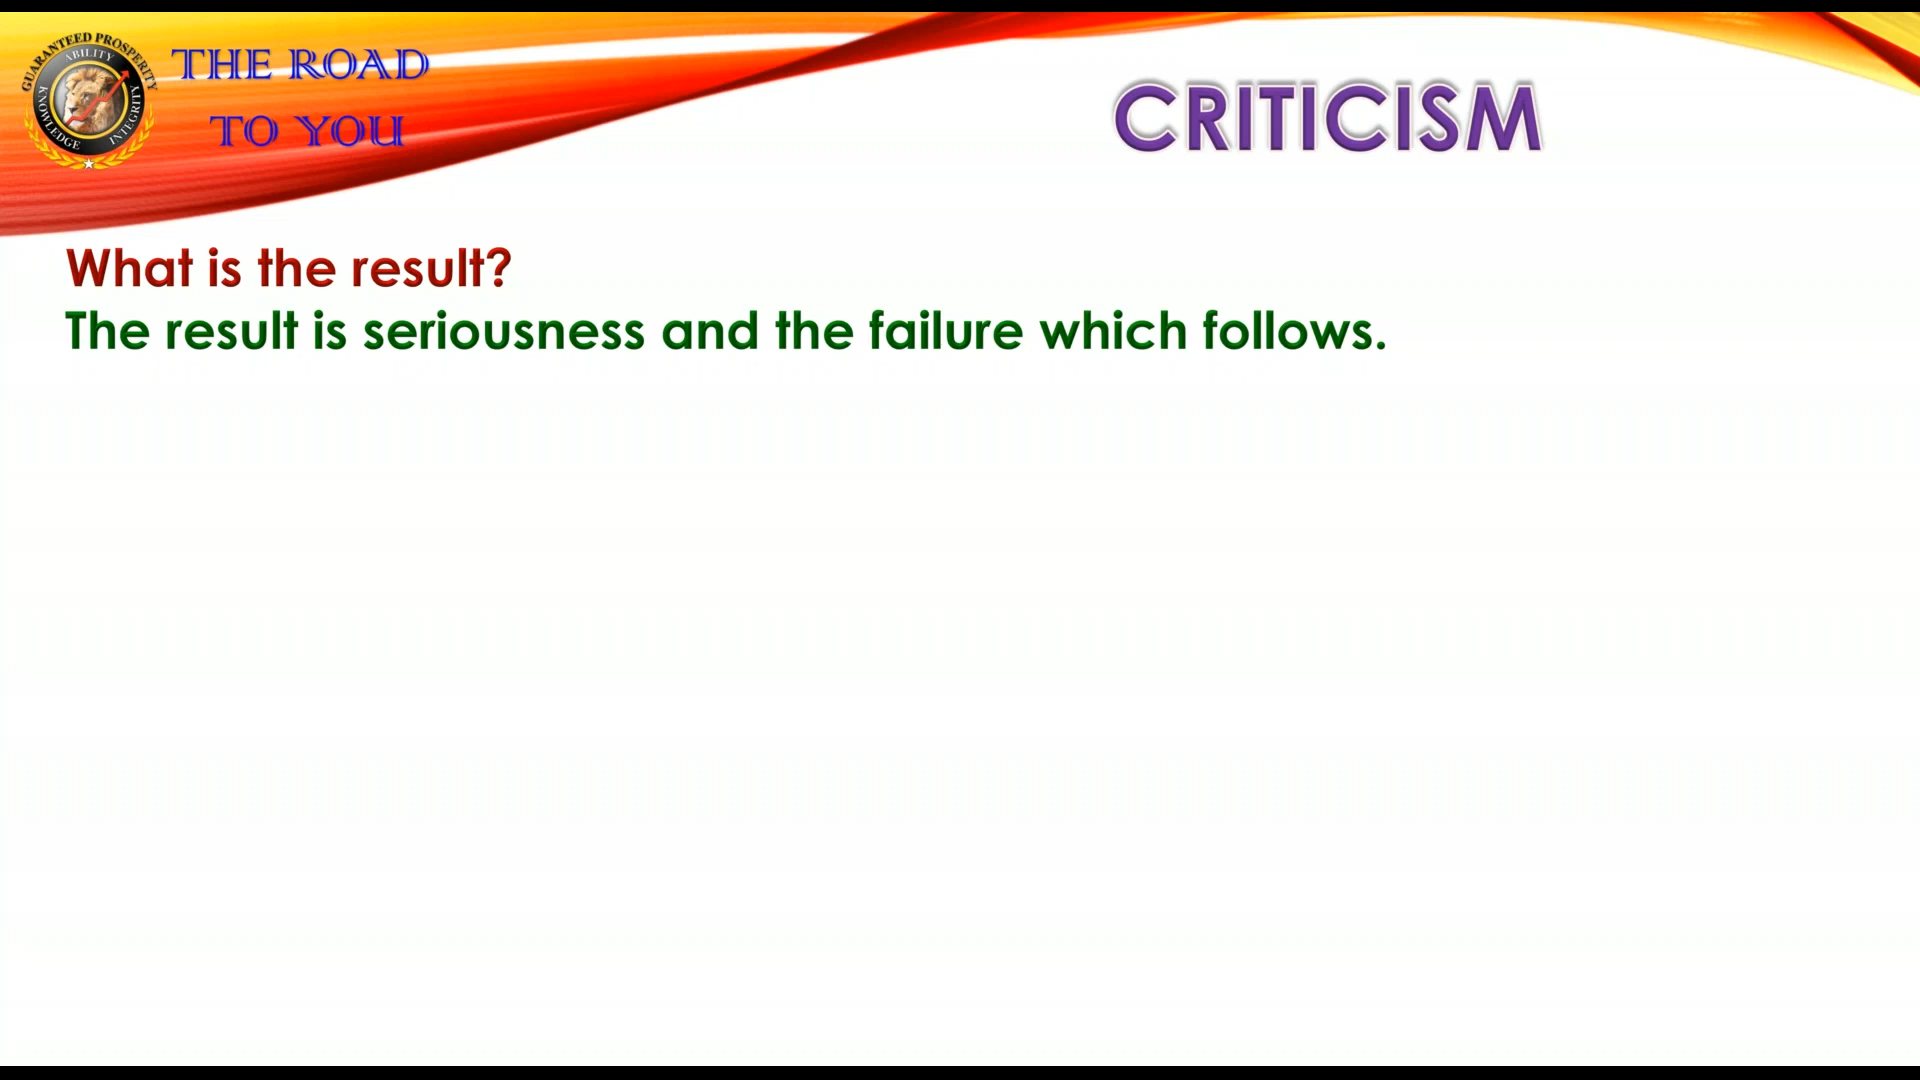 GUARANTEED PROSPERITY
ABILITY
KNOWLEDGE
INTEGRITY
THE ROAD
TO YOU
CRITICISM
What is the result?
The result is seriousness and the failure which follows.